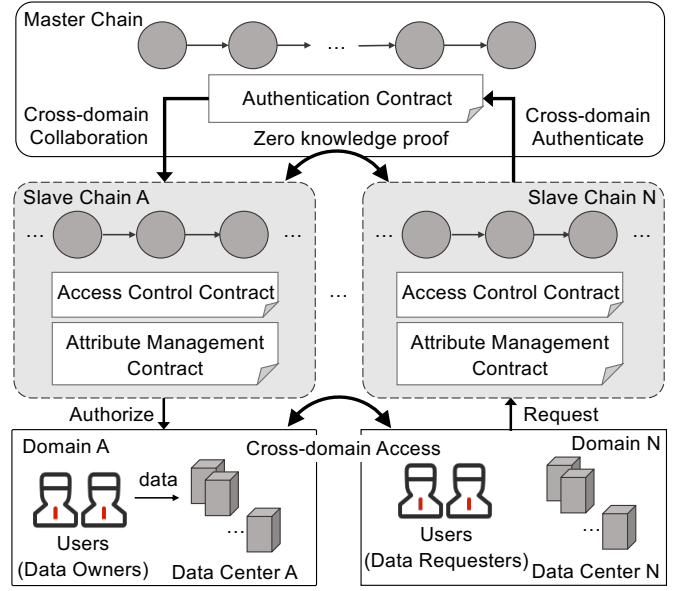 Master Chain
...
Authentication Contract
Cross-domain
Collaboration
Cross-domain
Authenticate
Zero knowledge proof
Slave Chain A
... ...
Access Control Contract
Attribute Management
Contract
...
Slave Chain N
... ...
Access Control Contract
Attribute Management
Contract
Authorize
Request
Cross-domain Access
Domain A
data
...
Users
(Data Owners)
Data Center A
Domain N
...
Users
(Data Requesters)
Data Center N